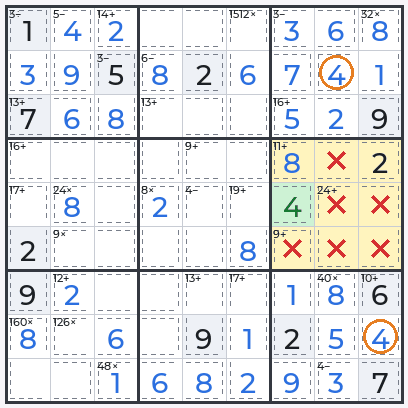 3÷ 5− 14+ 1512× 3− 32×
1 4 2 3 6 8
3− 6−
3 9 5 8 2 6 7 4 1
13+ 13+ 16+
7 6 8 5 2 9
16+ 9+ 11+
8 2
17+ 24× 8× 4− 19+ 24+
8 2 4
9× 9+
2 8
12+ 13+ 17+ 40× 10+
9 2 1 8 6
160× 126×
8 6 9 1 2 5 4
48× 4−
1 6 8 2 9 3 7